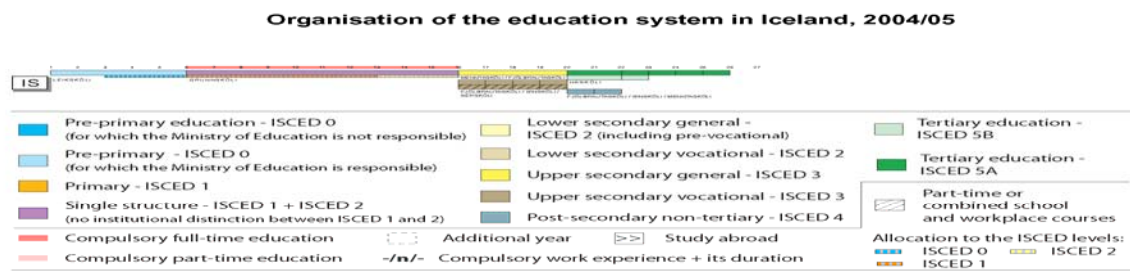 Organisation of the education system in Iceland, 2004/05
IS
Pre-primary education - ISCED 0
(for which the Ministry of Education is not responsible)
Pre-primary - ISCED 0
(for which the Ministry of Education is responsible)
Primary - ISCED 1
Single structure - ISCED 1 + ISCED 2
(no institutional distinction between ISCED 1 and 2)
Lower secondary general -
ISCED 2 (including pre-vocational)
Lower secondary vocational - ISCED 2
Upper secondary general - ISCED 3
Upper secondary vocational - ISCED 3
Post-secondary non-tertiary - ISCED 4
Tertiary education -
ISCED 5B
Tertiary education -
ISCED 5A
Part-time or
combined school
and workplace courses
Compulsory full-time education
Additional year
>> Study abroad
Compulsory part-time education
-/n/- Compulsory work experience + its duration
Allocation to the ISCED levels:
ISCED 0
ISCED 2
ISCED 1